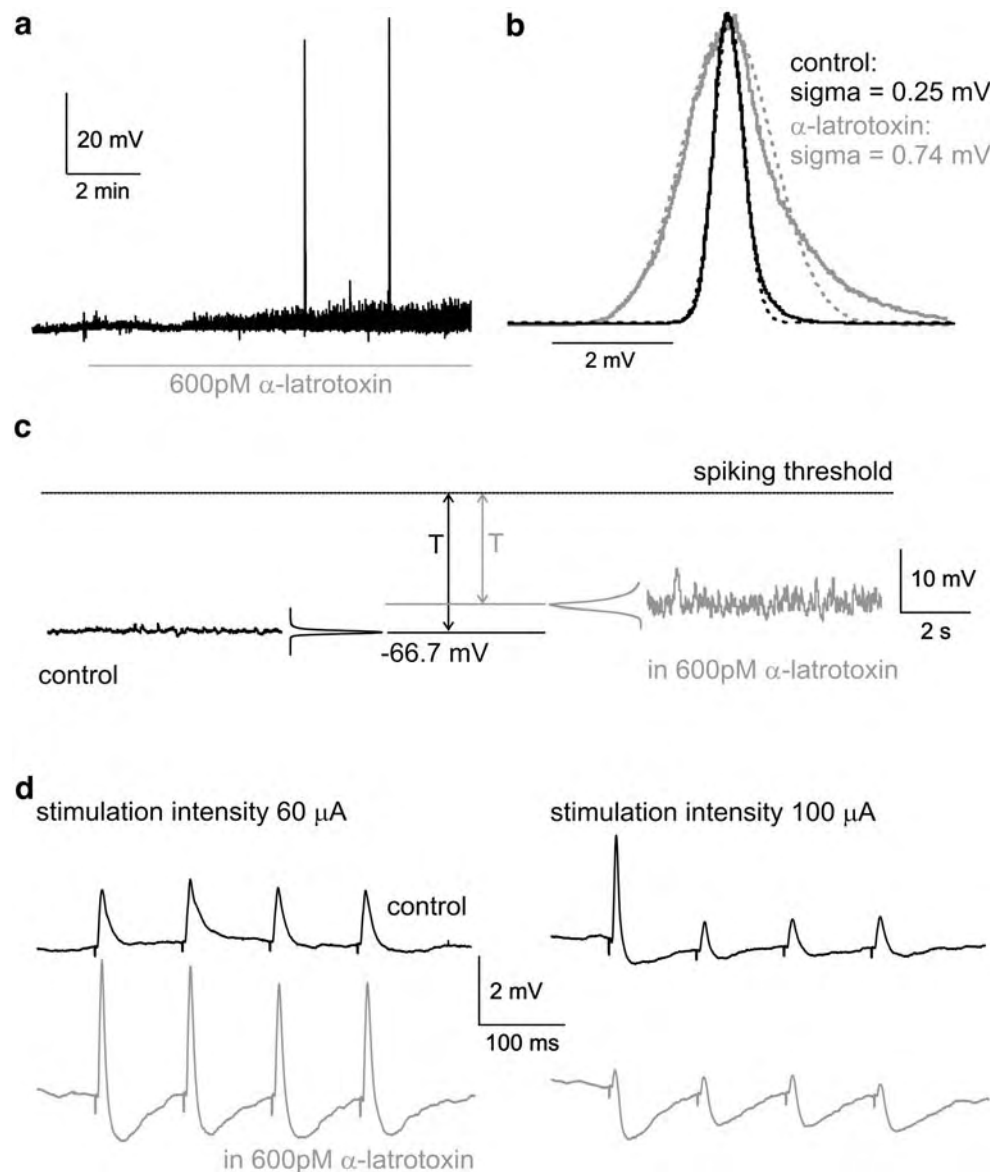 a
20 mV
2 min
600pM α-latrotoxin
b
control:
sigma = 0.25 mV
α-latrotoxin:
sigma = 0.74 mV
2 mV
c
spiking threshold
T
T
10 mV
2 s
-66.7 mV
control
in 600pM α-latrotoxin
d
stimulation intensity 60 μA
stimulation intensity 100 μA
control
2 mV
100 ms
in 600pM α-latrotoxin